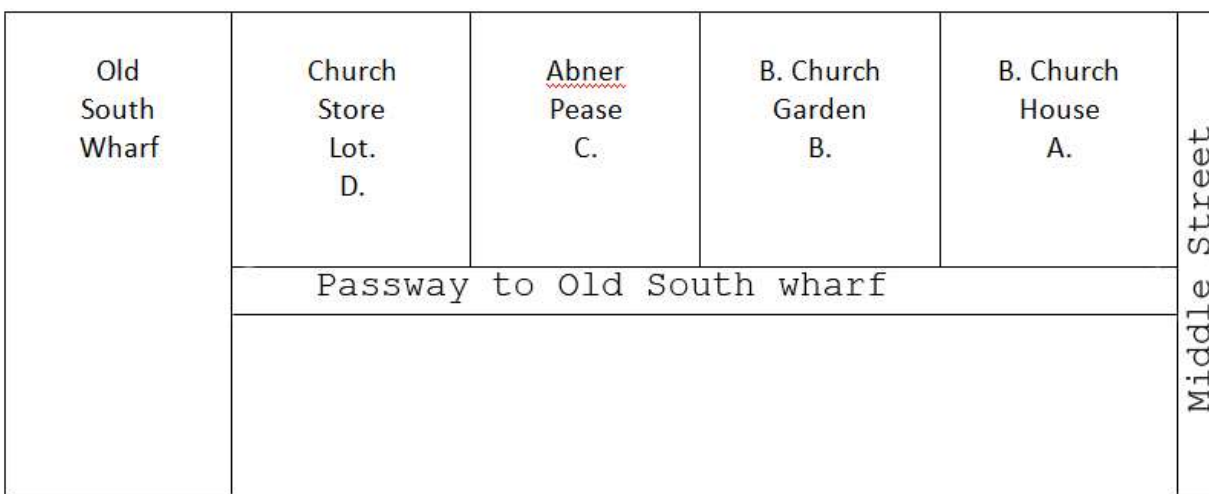 Old
South
Wharf
Church
Store
Lot.
D.
Abner
Pease
C.
B. Church
Garden
B.
B. Church
House
A.
Middle Street
Passway to Old South wharf